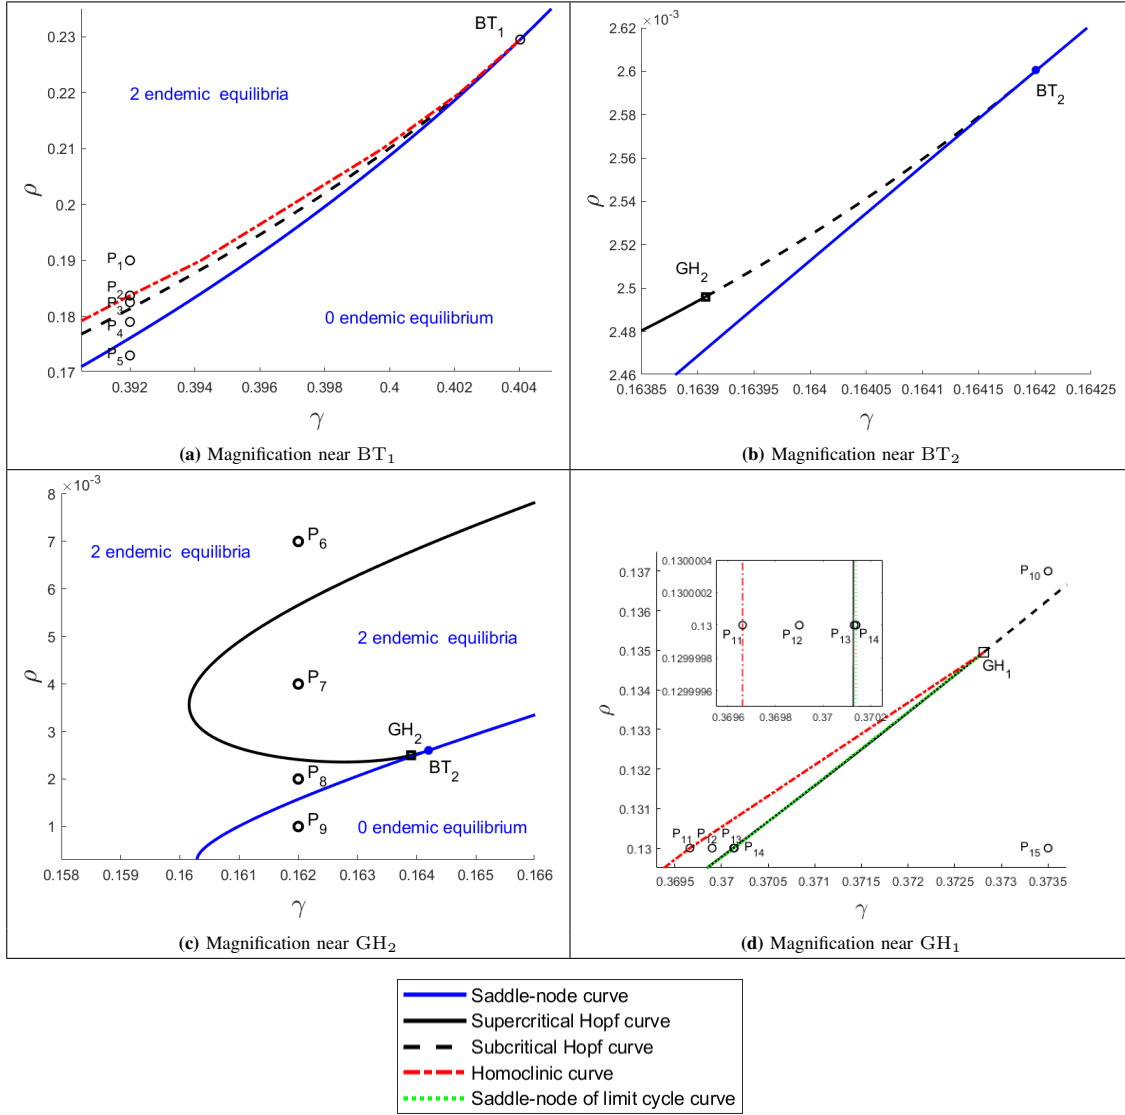 BT1
0.23
0.22
2 endemic equilibria
0.21
ρ
0.2
P1
0.19
P2
P3
0.18
P4
0 endemic equilibrium
P5
0.17
0.392 0.394 0.396 0.398 0.4 0.402 0.404
γ
(a) Magnification near BT1
×10-3
2.62
2.6
BT2
2.58
2.56
ρ
2.54
2.52
GH2
2.5
2.48
2.46
0.16385 0.1639 0.16395 0.164 0.16405 0.1641 0.16415 0.1642 0.16425
γ
(b) Magnification near BT2
×10-3
8
7
P6
2 endemic equilibria
6
5
2 endemic equilibria
ρ
4
P7
3
GH2
BT2
2
P8
1
P9
0 endemic equilibrium
0.158 0.159 0.16 0.161 0.162 0.163 0.164 0.165 0.166
γ
(c) Magnification near GH2
0.137
P10
0.136
0.135
GH1
0.134
ρ
0.133
0.132
0.131
P11 P12 P13
0.13
P14
P15
0.3695 0.37 0.3705 0.371 0.3715 0.372 0.3725 0.373 0.3735
γ
0.1300004
0.1300002
0.13
P11 P12 P13 P14
0.1299998
0.1299996
0.3696 0.3698 0.37 0.3702
(d) Magnification near GH1
Saddle-node curve
Supercritical Hopf curve
Subcritical Hopf curve
Homoclinic curve
Saddle-node of limit cycle curve